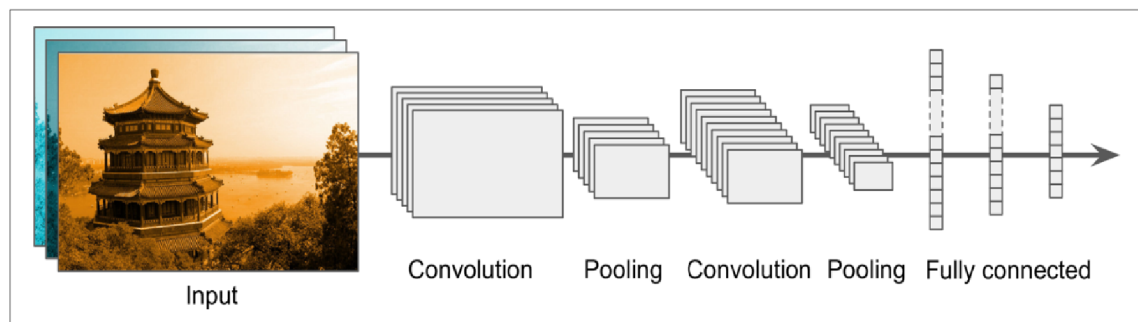 Input
Convolution
Pooling
Convolution
Pooling
Fully connected